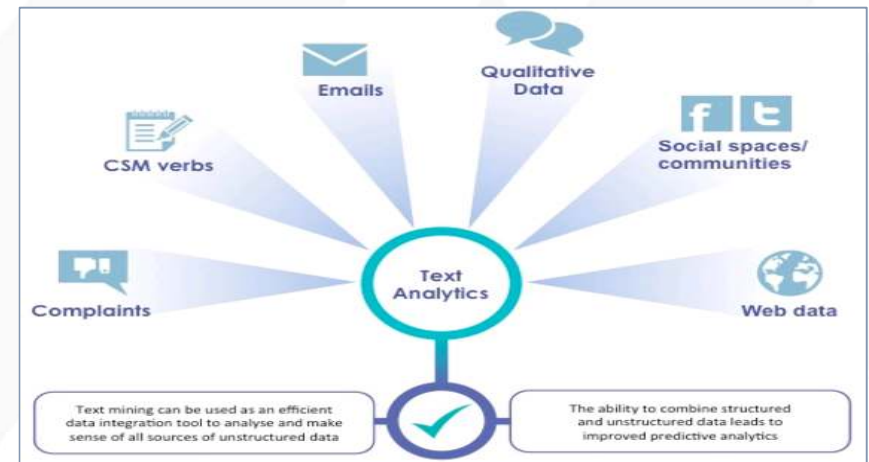 Emails
Qualitative
Data
CSM verbs
Social spaces/
communities
Complaints
Text
Analytics
Web data
Text mining can be used as an efficient
data integration tool to analyse and make
sense of all sources of unstructured data
The ability to combine structured
and unstructured data leads to
improved predictive analytics